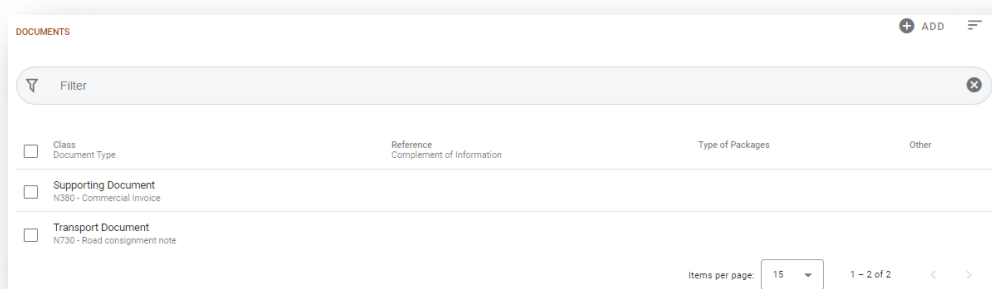 DOCUMENTS
ADD
Filter
Class Reference Type of Packages Other
Document Type Complement of Information
Supporting Document
N380 - Commercial Invoice
Transport Document
N730 - Road consignment note
Items per page: 15 1 – 2 of 2